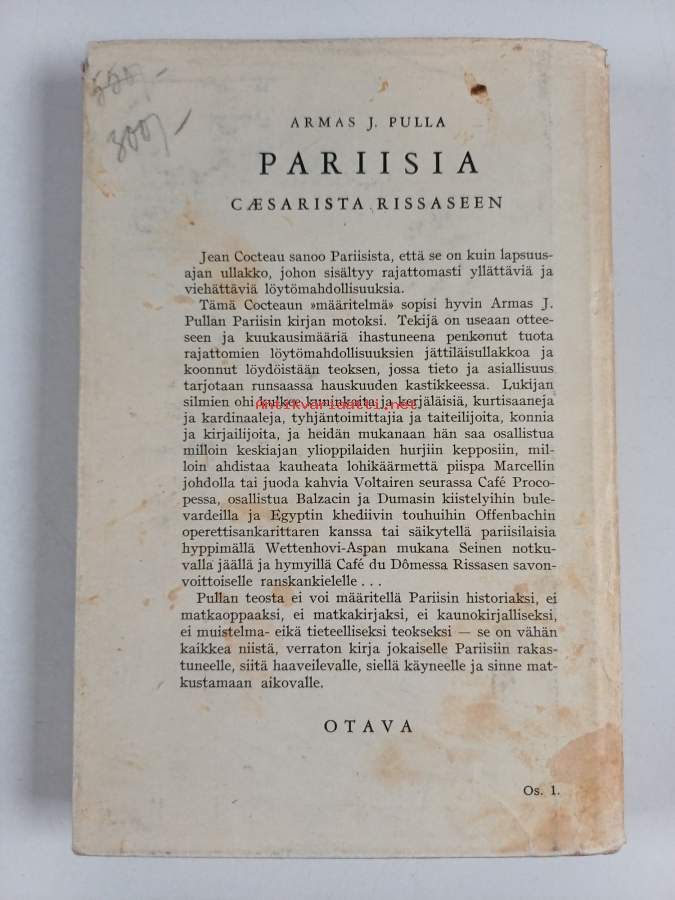 550,-
300,-
ARMAS J. PULLA
PARIISIA
CÆSARISTA RISSASEEN
Jean Cocteau sanoo Pariisista, että se on kuin lapsuus-
ajan ullakko, johon sisältyy rajattomasti yllättäviä ja
viehättäviä löytömahdollisuuksia.
Tämä Cocteaun »määritelmä» sopisi hyvin Armas J.
Pullan Pariisin kirjan motoksi. Tekijä on useaan ottee-
seen ja kuukausimääriä ihastuneena penkonut tuota
rajattomien löytömahdollisuuksien jättiläisullakkoa ja
koonnut löydöistään teoksen, jossa tieto ja asiallisuus
tarjotaan runsaassa hauskuuden kastikkeessa. Lukijan
silmien ohi kulkee kuninkaita ja kerjäläisiä, kurtisaaneja
Antikvariaatti.net
ja kardinaaleja, tyhjäntoimittajia ja taiteilijoita, konnia
ja kirjailijoita, ja heidän mukanaan hän saa osallistua
milloin keskiajan ylioppilaiden hurjiin kepposiin, mil-
loin ahdistaa kauheata lohikäärmettä piispa Marcellin
johdolla tai juoda kahvia Voltairen seurassa Café Proco-
pessa, osallistua Balzacin ja Dumasin kiistelyihin bule-
vardeilla ja Egyptin khediivin touhuihin Offenbachin
operettisankarittaren kanssa tai säikytellä pariisilaisia
hyppimällä Wettenhovi-Aspan mukana Seinen notku-
valla jäällä ja hymyillä Café du Dômessa Rissasen savon-
voittoiselle ranskankielelle . . .
Pullan teosta ei voi määritellä Pariisin historiaksi, ei
matkaoppaaksi, ei matkakirjaksi, ei kaunokirjalliseksi,
ei muistelma- eikä tieteelliseksi teokseksi — se on vähän
kaikkea niistä, verraton kirja jokaiselle Pariisiin rakas-
tuneelle, siitä haaveilevalle, siellä käyneelle ja sinne mat-
kustamaan aikovalle.
OTAVA
Os. 1.